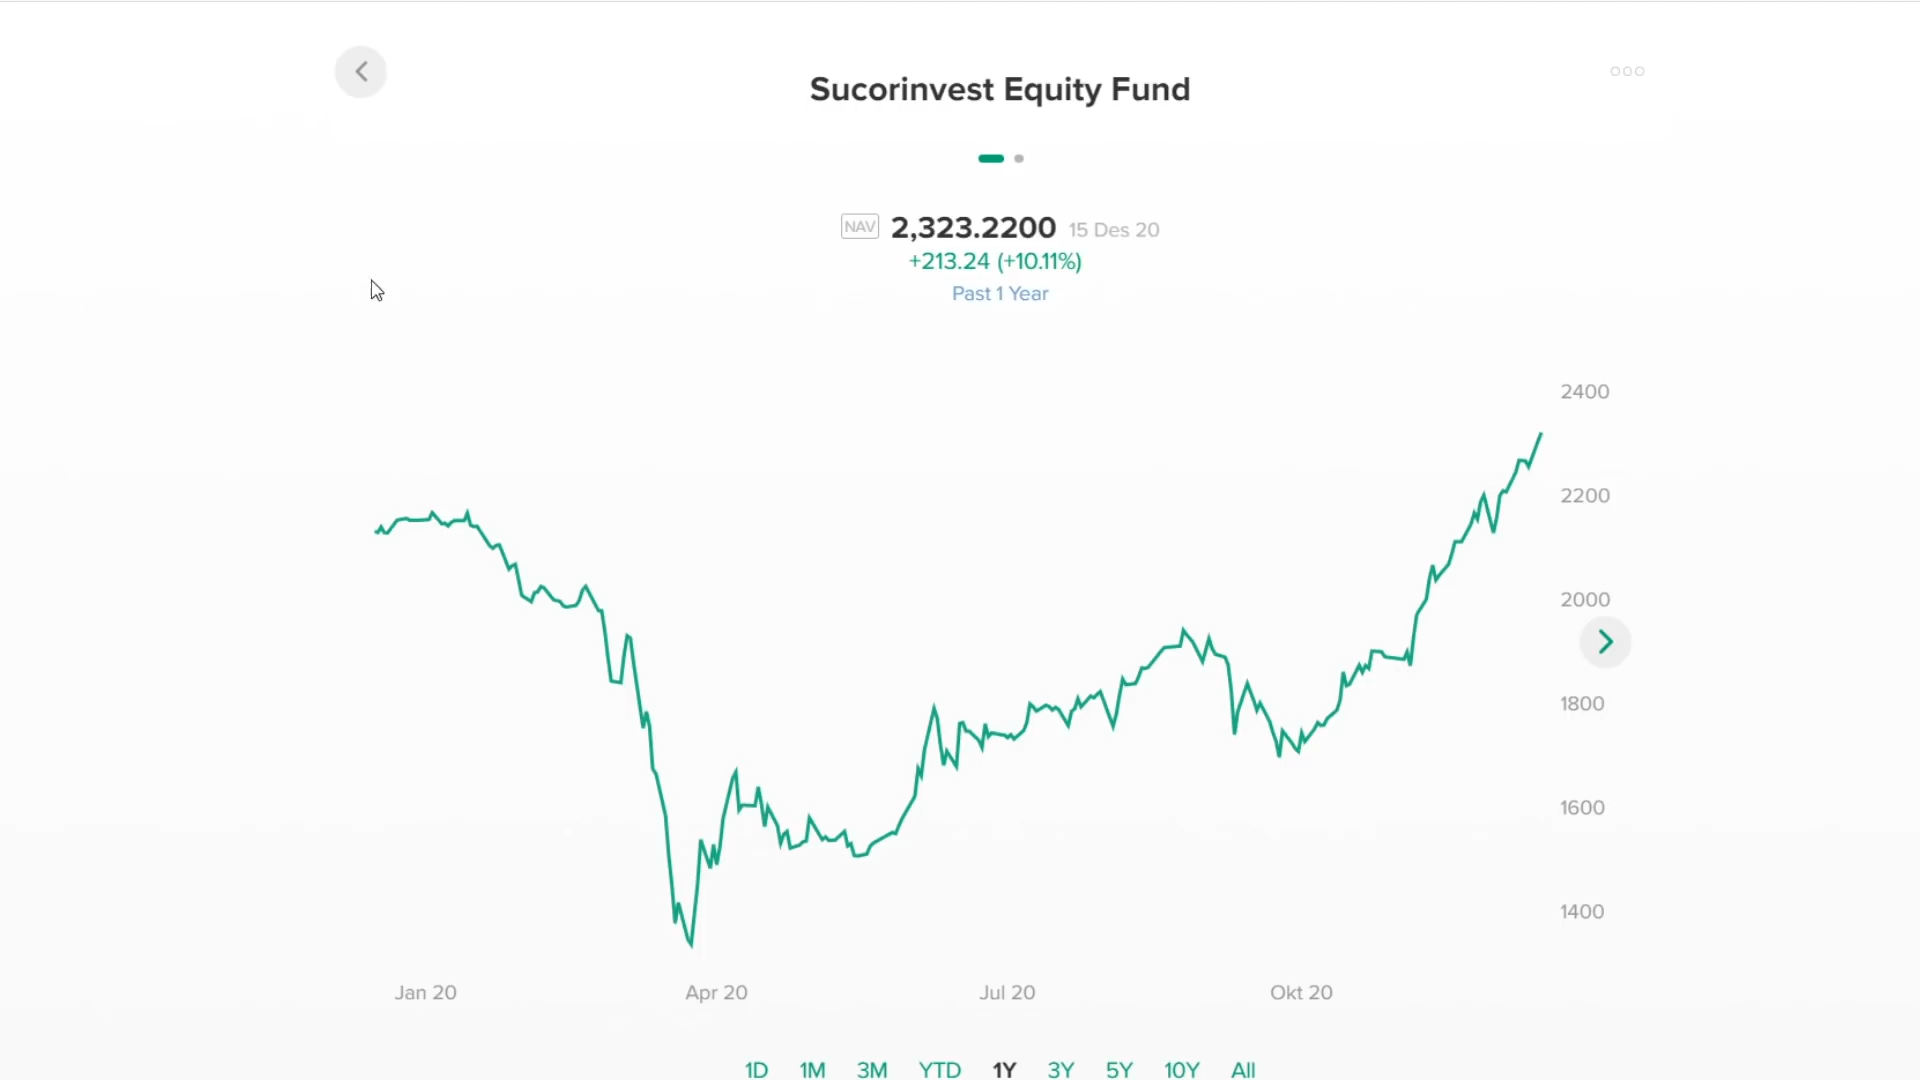 Sucorinvest Equity Fund
NAV 2,323.2200 15 Des 20
+213.24 (+10.11%)
Past 1 Year
2400
2200
2000
1800
1600
1400
Jan 20 Apr 20 Jul 20 Okt 20
1D 1M 3M YTD 1Y 3Y 5Y 10Y All